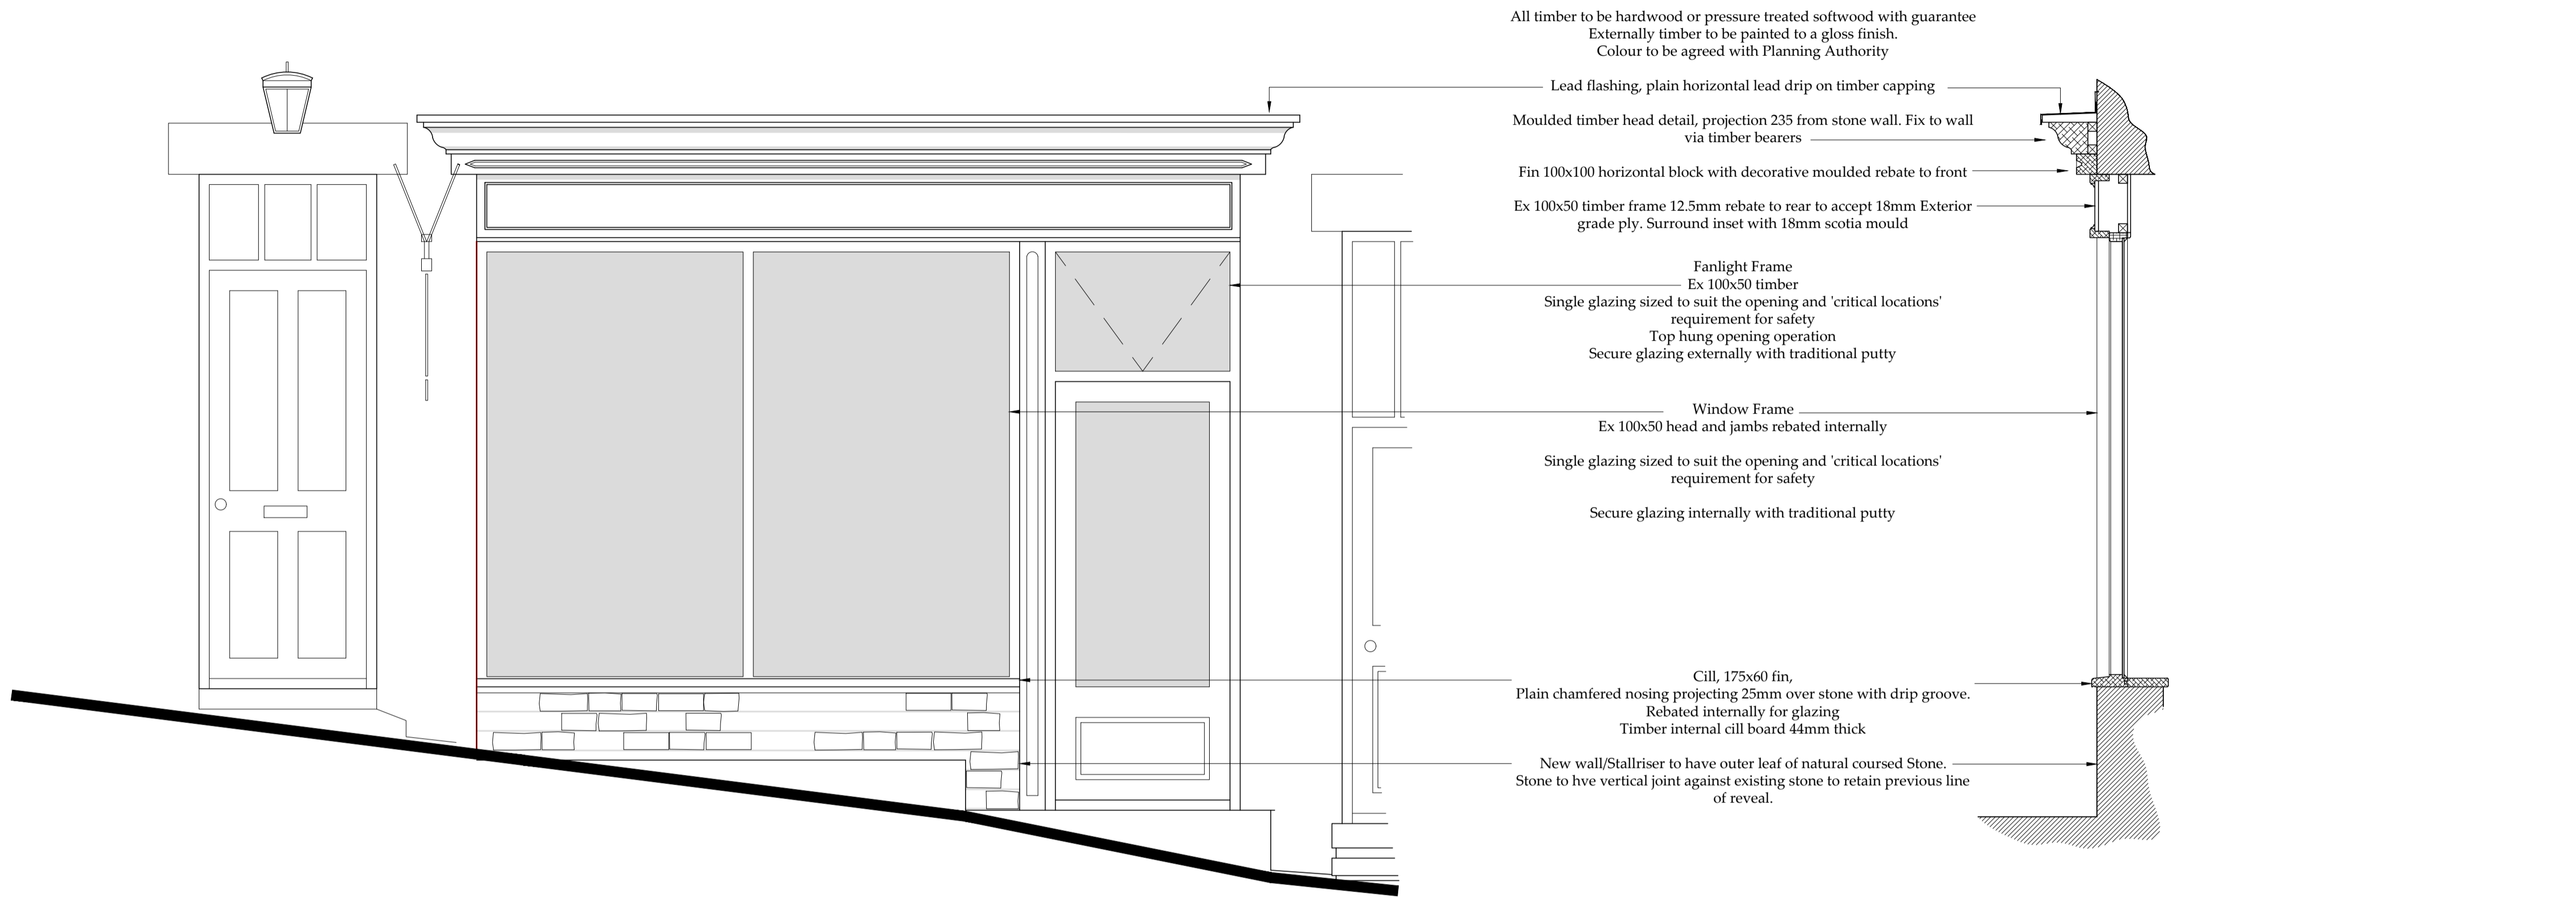 All timber to be hardwood or pressure treated softwood with guarantee
Externally timber to be painted to a gloss finish.
Colour to be agreed with Planning Authority
Lead flashing, plain horizontal lead drip on timber capping
Moulded timber head detail, projection 235 from stone wall. Fix to wall
via timber bearers
Fin 100x100 horizontal block with decorative moulded rebate to front
Ex 100x50 timber frame 12.5mm rebate to rear to accept 18mm Exterior
grade ply. Surround inset with 18mm scotia mould
Fanlight Frame
Ex 100x50 timber
Single glazing sized to suit the opening and 'critical locations'
requirement for safety
Top hung opening operation
Secure glazing externally with traditional putty
Window Frame
Ex 100x50 head and jambs rebated internally
Single glazing sized to suit the opening and 'critical locations'
requirement for safety
Secure glazing internally with traditional putty
Cill, 175x60 fin,
Plain chamfered nosing projecting 25mm over stone with drip groove.
Rebated internally for glazing
Timber internal cill board 44mm thick
New wall/Stallriser to have outer leaf of natural coursed Stone.
Stone to hve vertical joint against existing stone to retain previous line
of reveal.